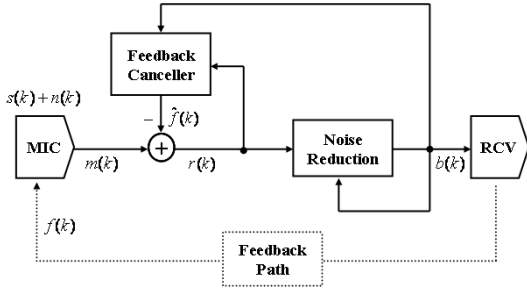 Feedback
Canceller
s(k)+n(k)
− f̂(k)
MIC
+
Noise
Reduction
RCV
m(k)
r(k)
b(k)
f(k)
Feedback
Path